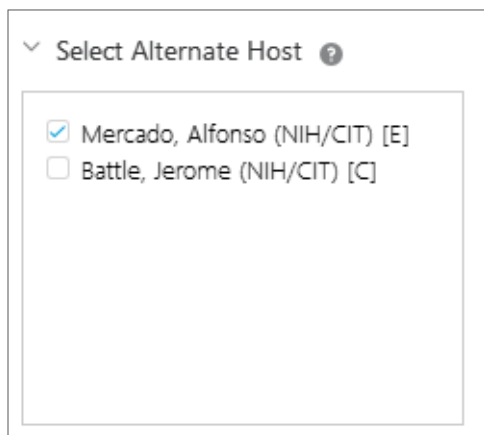 Select Alternate Host ?
Mercado, Alfonso (NIH/CIT) [E]
Battle, Jerome (NIH/CIT) [C]